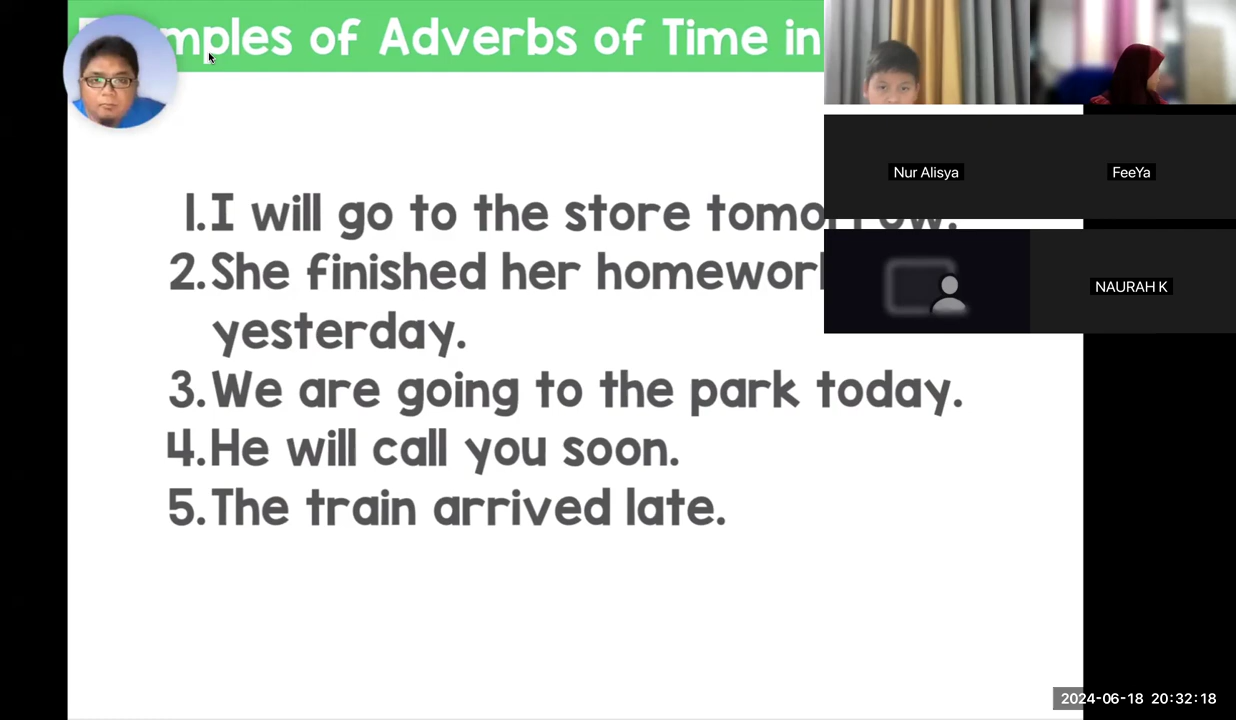 mples of Adverbs of Time in
1.I will go to the store tomorrow.
2.She finished her homework
yesterday.
3.We are going to the park today.
4.He will call you soon.
5.The train arrived late.
Nur Alisya
FeeYa
NAURAH K
2024-06-18 20:32:18